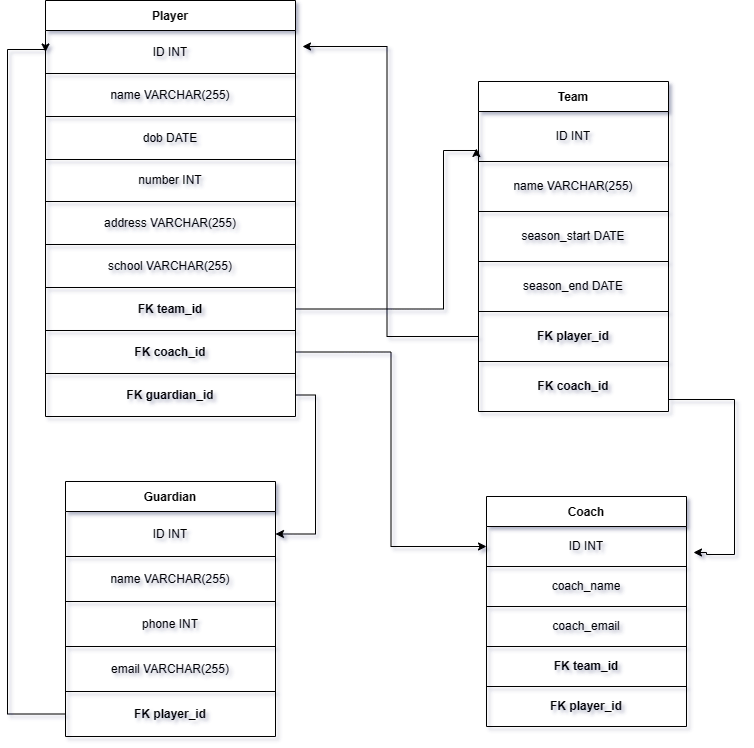 Player
ID INT
name VARCHAR(255)
dob DATE
number INT
address VARCHAR(255)
school VARCHAR(255)
FK team_id
FK coach_id
FK guardian_id
Team
ID INT
name VARCHAR(255)
season_start DATE
season_end DATE
FK player_id
FK coach_id
Guardian
ID INT
name VARCHAR(255)
phone INT
email VARCHAR(255)
FK player_id
Coach
ID INT
coach_name
coach_email
FK team_id
FK player_id